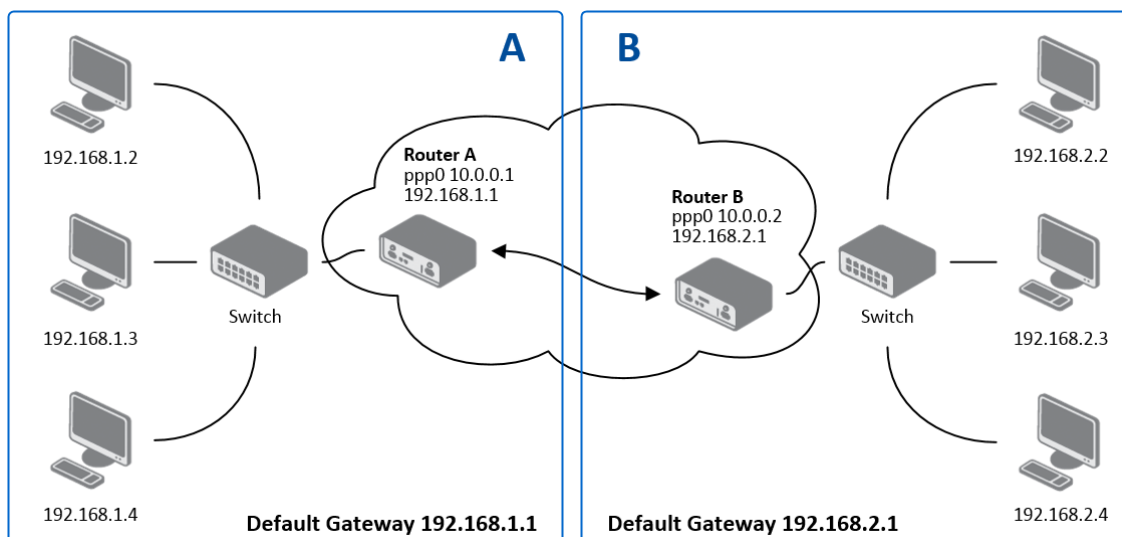 A
B
192.168.1.2
192.168.1.3
192.168.1.4
Switch
Router A
ppp0 10.0.0.1
192.168.1.1
Default Gateway 192.168.1.1
Router B
ppp0 10.0.0.2
192.168.2.1
Switch
192.168.2.2
192.168.2.3
192.168.2.4
Default Gateway 192.168.2.1